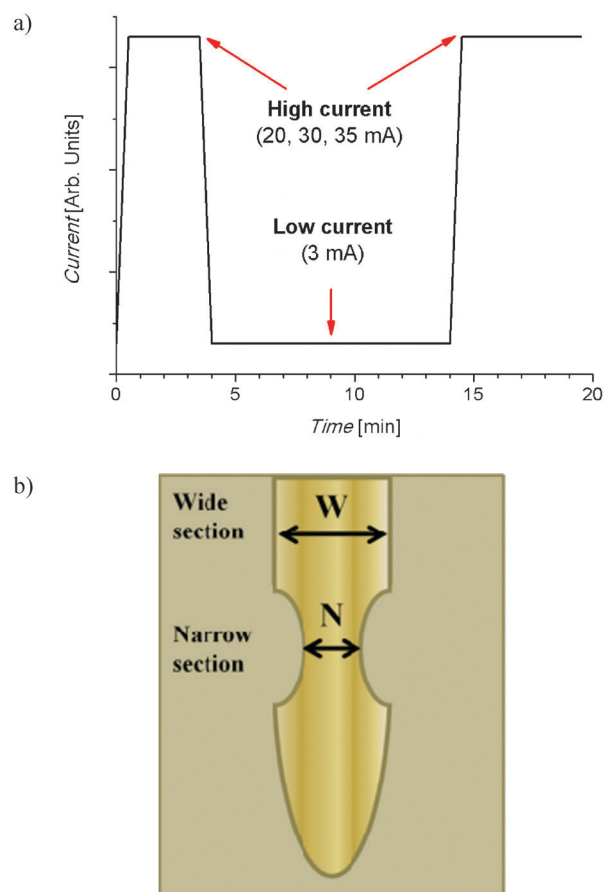 a)
Current [Arb. Units]
High current
(20, 30, 35 mA)
Low current
(3 mA)
0 5 10 15 20
Time [min]
b)
Wide
section
W
N
Narrow
section